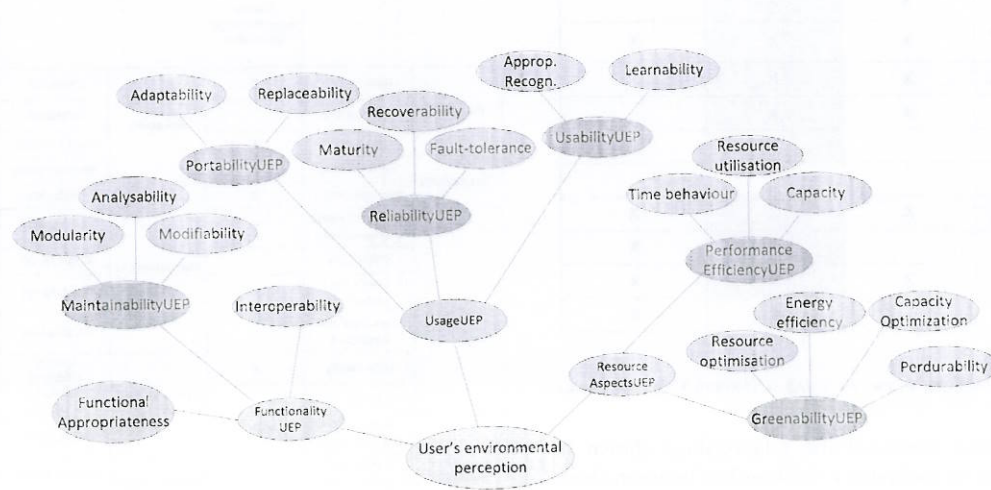 Approp.
Recogn.
Learnability
Adaptability
Replaceability
Recoverability
UsabilityUEP
Maturity
Fault-tolerance
Resource
utilisation
PortabilityUEP
Analysability
Time behaviour
Capacity
ReliabilityUEP
Modularity
Modifiability
Performance
EfficiencyUEP
MaintainabilityUEP
Interoperability
UsageUEP
Energy
efficiency
Capacity
Optimization
Resource
optimisation
Perdurability
Resource
AspectsUEP
Functional
Appropriateness
Functionality
UEP
GreenabilityUEP
User's environmental
perception